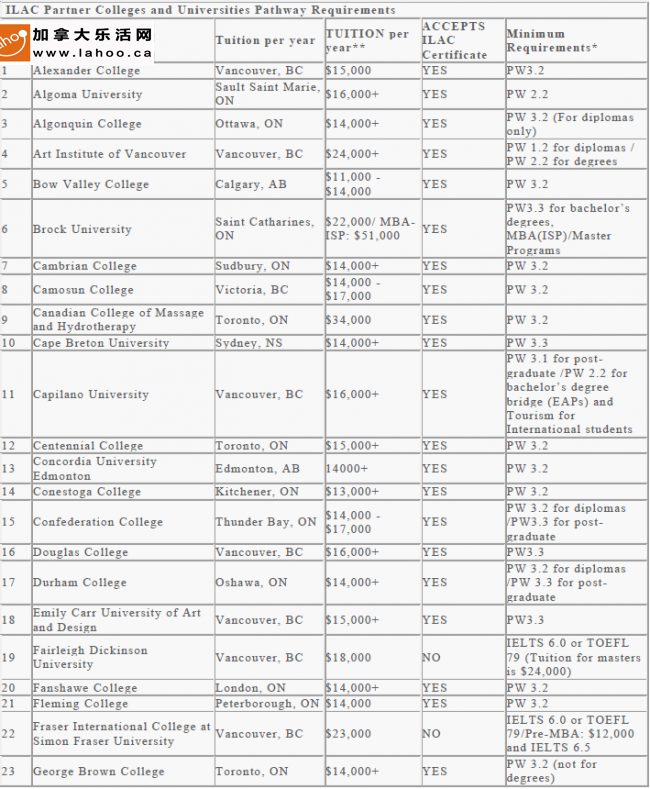 ILAC Partner Colleges and Universities Pathway Requirements
ahoo
加拿大乐活网
www.lahoo.ca
Tuition per year
TUITION per
year**
ACCEPTS
ILAC
Certificate
Minimum
Requirements*
1 Alexander College Vancouver, BC $15,000 YES PW3.2
2 Algoma University Sault Saint Marie,
ON $16,000+ YES PW 2.2
3 Algonquin College Ottawa, ON $14,000+ YES PW 3.2 (For diplomas
only)
4 Art Institute of Vancouver Vancouver, BC $24,000+ YES PW 1.2 for diplomas /
PW 2.2 for degrees
5 Bow Valley College Calgary, AB $11,000 -
$14,000 YES PW 3.2
6 Brock University Saint Catharines,
ON $22,000/ MBA-
ISP: $51,000 YES PW3.3 for bachelor's
degrees,
MBA(ISP)/Master
Programs
7 Cambrian College Sudbury, ON $14,000+ YES PW 3.2
8 Camosun College Victoria, BC $14,000 -
$17,000 YES PW 3.2
9 Canadian College of Massage
and Hydrotherapy Toronto, ON $34,000 YES PW 3.2
10 Cape Breton University Sydney, NS $14,000+ YES PW 3.3
11 Capilano University Vancouver, BC $16,000+ YES PW 3.1 for post-
graduate /PW 2.2 for
bachelor's degree
bridge (EAPs) and
Tourism for
International students
12 Centennial College Toronto, ON $15,000+ YES PW 3.2
13 Concordia University
Edmonton Edmonton, AB 14000+ YES PW 3.2
14 Conestoga College Kitchener, ON $13,000+ YES PW 3.2
15 Confederation College Thunder Bay, ON $14,000 -
$17,000 YES PW 3.2 for diplomas
/PW3.3 for post-
graduate
16 Douglas College Vancouver, BC $16,000+ YES PW3.3
17 Durham College Oshawa, ON $14,000+ YES PW 3.2 for diplomas
/PW 3.3 for post-
graduate
18 Emily Carr University of Art
and Design Vancouver, BC $15,000+ YES PW3.3
19 Fairleigh Dickinson
University Vancouver, BC $18,000 NO IELTS 6.0 or TOEFL
79 (Tuition for masters
is $24,000)
20 Fanshawe College London, ON $14,000+ YES PW 3.2
21 Fleming College Peterborough, ON $14,000 YES PW 3.2
22 Fraser International College at
Simon Fraser University Vancouver, BC $23,000 NO IELTS 6.0 or TOEFL
79/Pre-MBA: $12,000
and IELTS 6.5
23 George Brown College Toronto, ON $14,000+ YES PW 3.2 (not for
degrees)